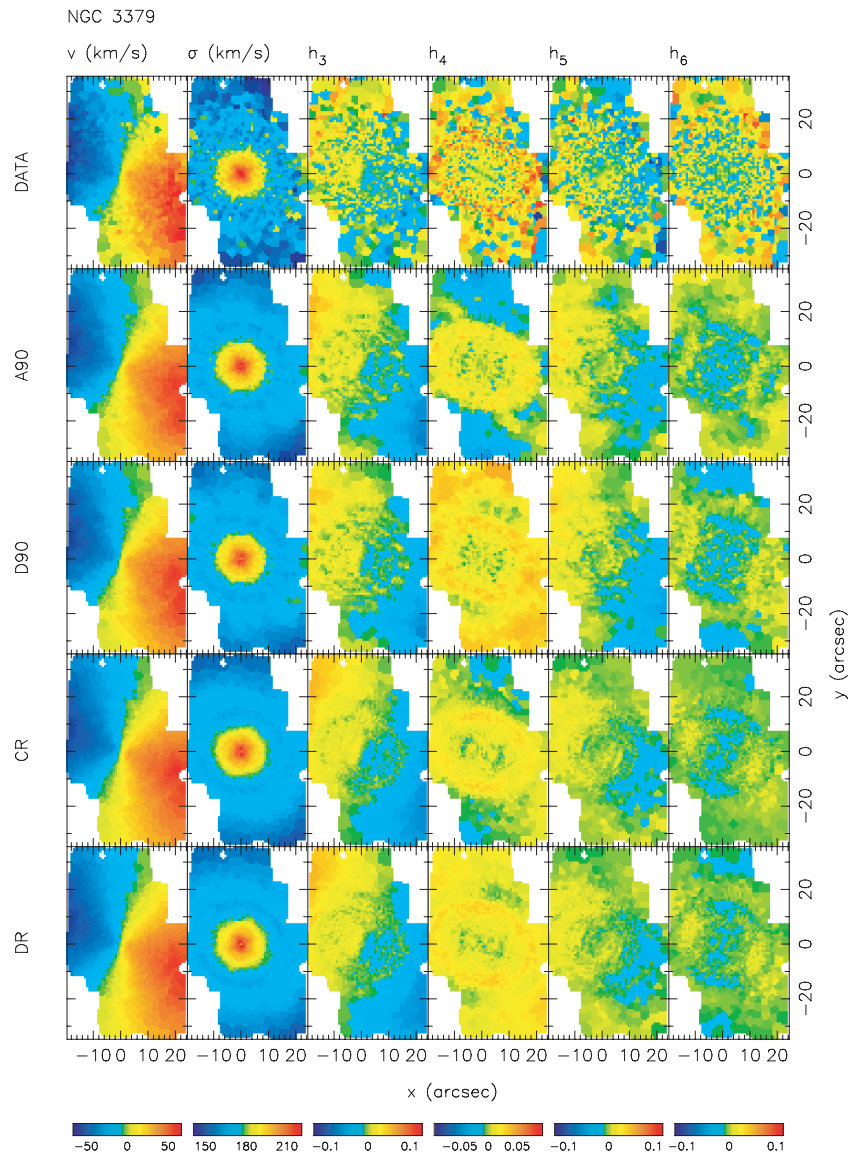 NGC 3379
v (km/s) σ (km/s) h3 h4 h5 h6
DATA
20
0
−20
A90
20
0
−20
D90
20
0
−20
y (arcsec)
CR
20
0
−20
DR
20
0
−20
−10 0 10 20 −10 0 10 20 −10 0 10 20 −10 0 10 20 −10 0 10 20 −10 0 10 20
x (arcsec)
−50 0 50 150 180 210 −0.1 0 0.1 −0.05 0 0.05 −0.1 0 0.1 −0.1 0 0.1